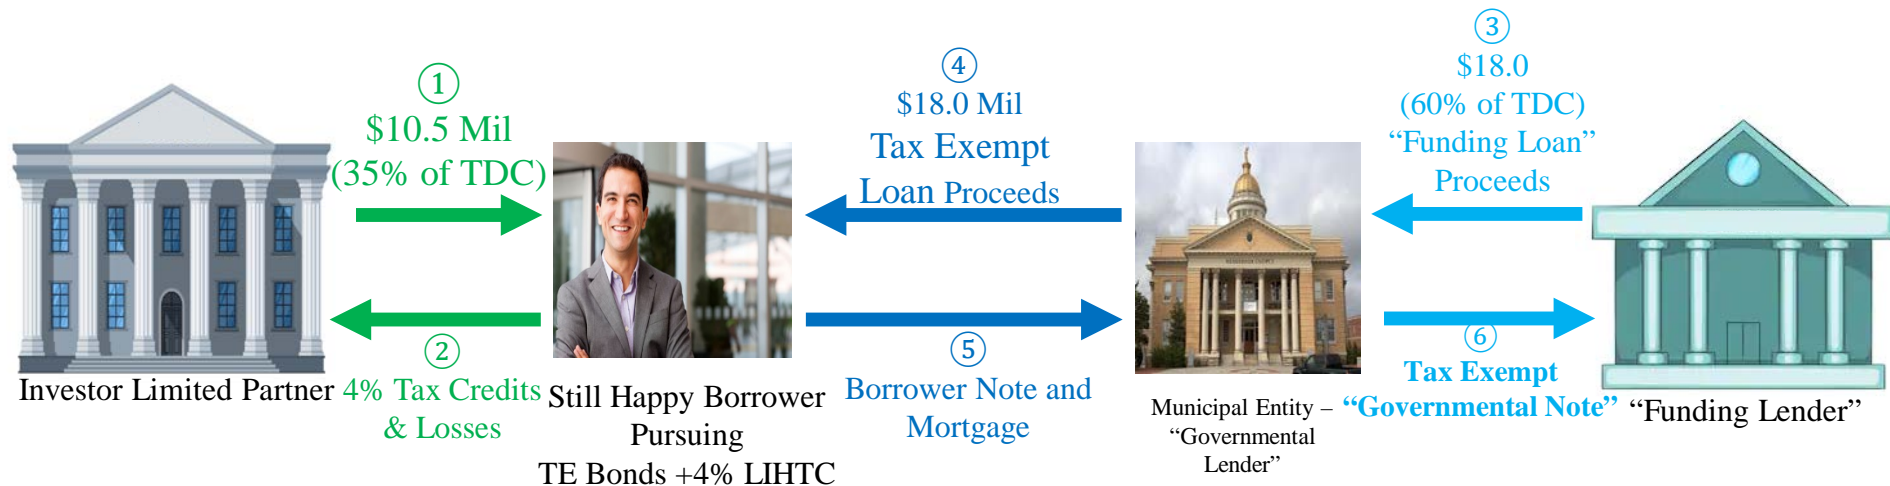 ①
$10.5 Mil
(35% of TDC)
②
4% Tax Credits
& Losses
Investor Limited Partner
Still Happy Borrower
Pursuing
TE Bonds +4% LIHTC
④
$18.0 Mil
Tax Exempt
Loan Proceeds
⑤
Borrower Note and
Mortgage
Municipal Entity –
“Governmental
Lender”
③
$18.0
(60% of TDC)
“Funding Loan”
Proceeds
⑥
Tax Exempt
“Governmental Note”
“Funding Lender”